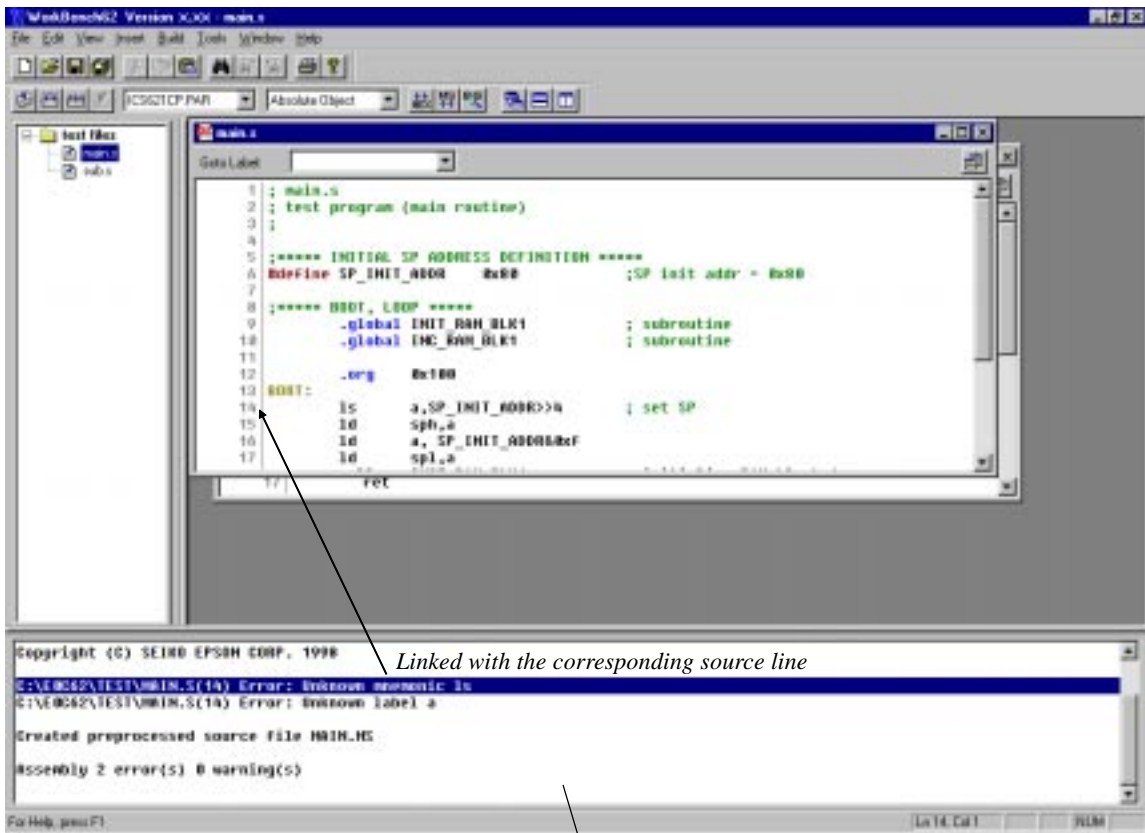 WorkBench62 Version X.XX - main.s
File Edit View Insert Build Tools Window Help
ICS62TCP.PAR Absolute Object
test files
main.s
sub.s
main.s
Goto Label:
1 ; main.s
2 ; test program (main routine)
3 ;
4
5 ;***** INITIAL SP ADDRESS DEFINITION *****
6 #define SP_INIT_ADDR 0x80 ;SP init addr = 0x80
7
8 ;***** BOOT, LOOP *****
9 .global INIT_RAM_BLK1 ; subroutine
10 .global INC_RAM_BLK1 ; subroutine
11
12 .org 0x100
13 BOOT:
14 ls a,SP_INIT_ADDR>>4 ; set SP
15 ld sph,a
16 ld a, SP_INIT_ADDR&0xF
17 ld spl,a
17 ret
Copyright (C) SEIKO EPSON CORP. 1998
Linked with the corresponding source line
C:\E0C62\TEST\MAIN.S(14) Error: Unknown mnemonic ls
C:\E0C62\TEST\MAIN.S(14) Error: Unknown label a
Created preprocessed source file MAIN.MS
Assembly 2 error(s) 0 warning(s)
For Help, press F1 Ln 14, Col 1 NUM